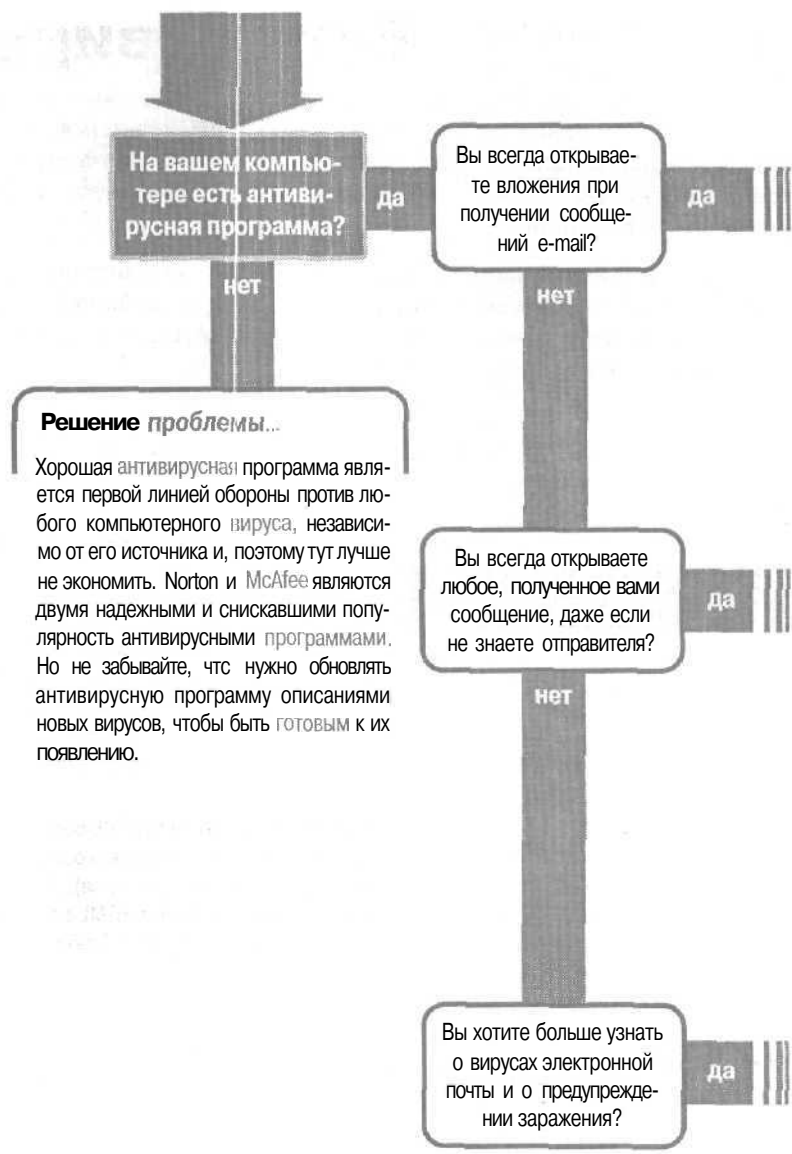 На вашем компью-
тере есть антиви-
русная программа?
да
Вы всегда открывае-
те вложения при
получении сообще-
ний e-mail?
да
нет
нет
Решение проблемы...
Хорошая антивирусная программа явля-
ется первой линией обороны против лю-
бого компьютерного вируса, независи-
мо от его источника и, поэтому тут лучше
не экономить. Norton и McAfee являются
двумя надежными и снискавшими попу-
лярность антивирусными программами.
Но не забывайте, чтс нужно обновлять
антивирусную программу описаниями
новых вирусов, чтобы быть готовым к их
появлению.
Вы всегда открываете
любое, полученное вами
сообщение, даже если
не знаете отправителя?
да
нет
Вы хотите больше узнать
о вирусах электронной
почты и о предупрежде-
нии заражения?
да